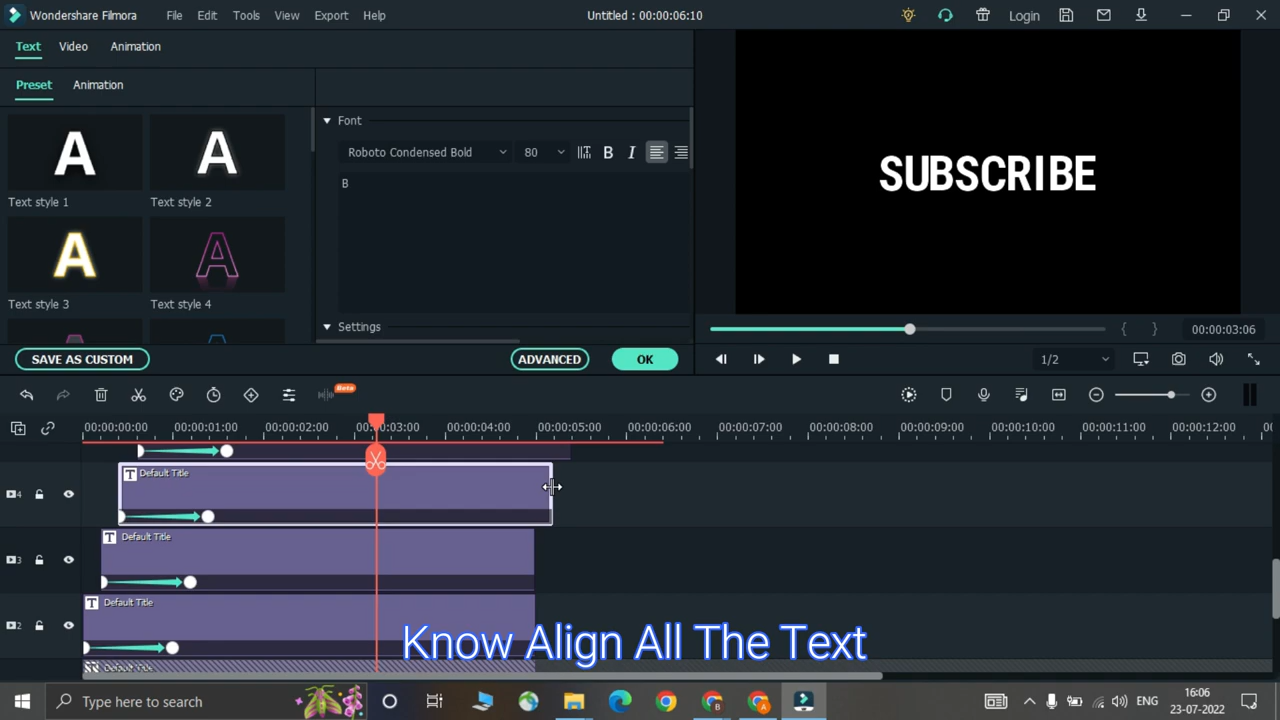 Wondershare Filmora File Edit Tools View Export Help Untitled : 00:00:06:10 Login
Text Video Animation
Preset Animation
Font
Roboto Condensed Bold 80 B I
B
Text style 1 Text style 2
Text style 3 Text style 4
Settings
SAVE AS CUSTOM ADVANCED OK
SUBSCRIBE
00:00:03:06
1/2
Beta
00:00:00:00 00:00:01:00 00:00:02:00 00:00:03:00 00:00:04:00 00:00:05:00 00:00:06:00 00:00:07:00 00:00:08:00 00:00:09:00 00:00:10:00 00:00:11:00 00:00:12:00
4 T Default Title
3 T Default Title
2 T Default Title
Default Title
Know Align All The Text
Type here to search
ENG
16:06
23-07-2022